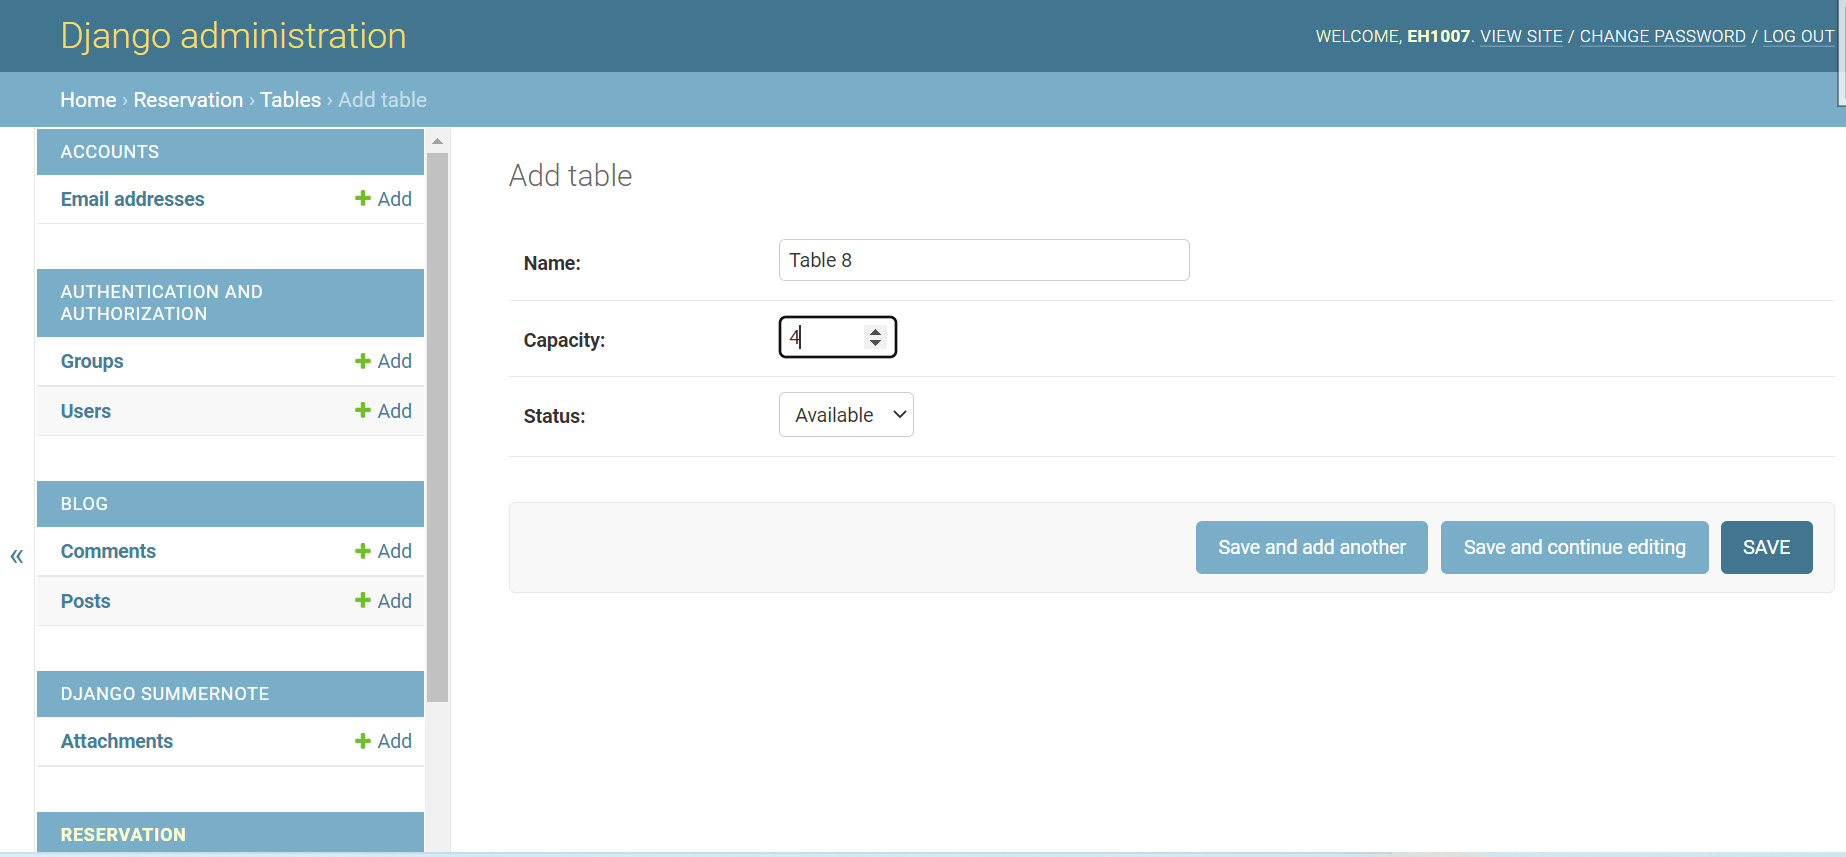 Django administration
WELCOME, EH1007. VIEW SITE / CHANGE PASSWORD / LOG OUT
Home › Reservation › Tables › Add table
ACCOUNTS
Email addresses Add
AUTHENTICATION AND
AUTHORIZATION
Groups Add
Users Add
BLOG
Comments Add
Posts Add
DJANGO SUMMERNOTE
Attachments Add
RESERVATION
«
Add table
Name: Table 8
Capacity: 4
Status: Available
Save and add another Save and continue editing SAVE